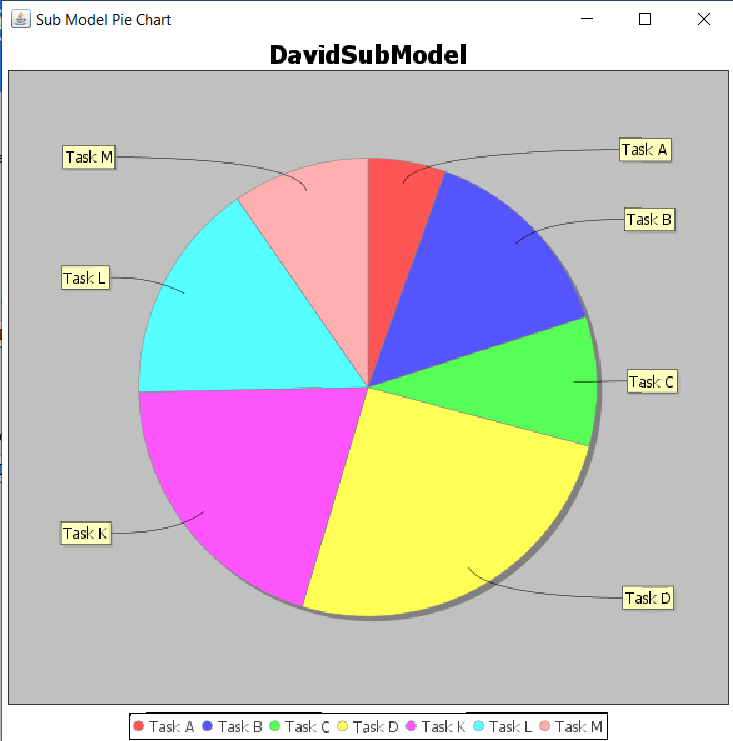 Sub Model Pie Chart
DavidSubModel
Task M
Task A
Task B
Task L
Task C
Task K
Task D
Task A Task B Task C Task D Task K Task L Task M